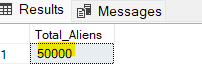 Results Messages
Total_Aliens
1 50000